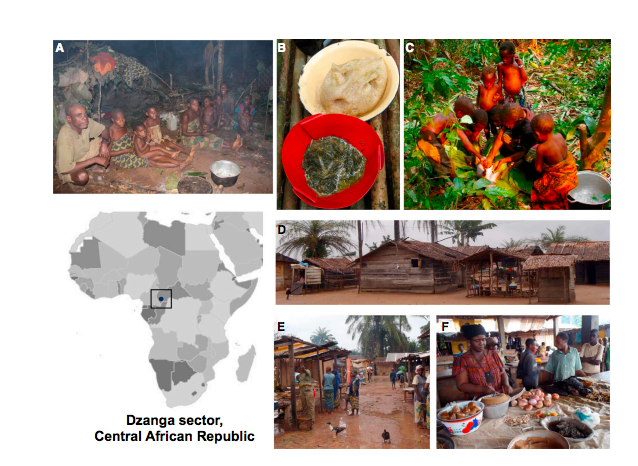 A
B
C
D
E
F
Dzanga sector,
Central African Republic